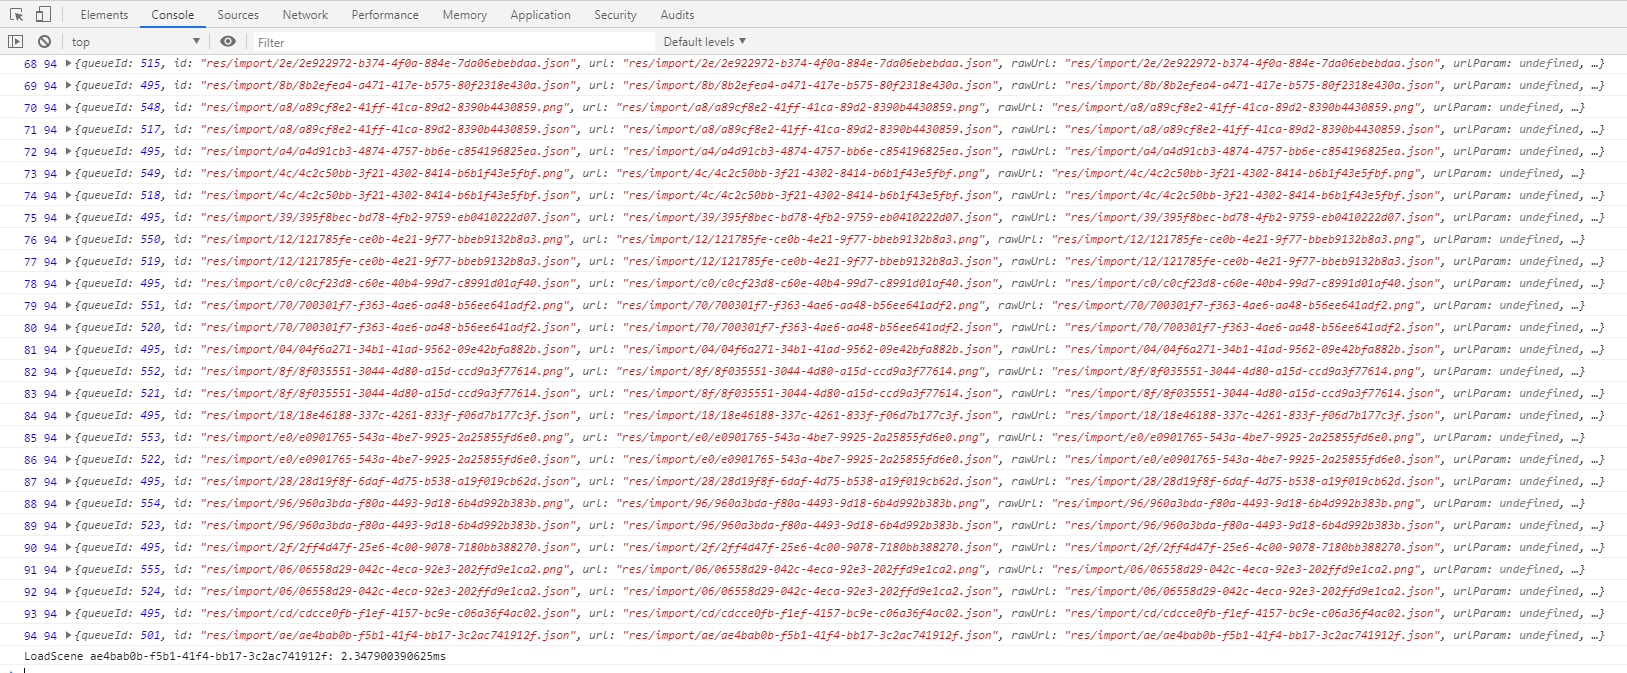 Elements Console Sources Network Performance Memory Application Security Audits
top ▼ Filter Default levels ▼
68 94 ▶{queueId: 515, id: "res/import/2e/2e922972-b374-4f0a-884e-7da06ebebdaa.json", url: "res/import/2e/2e922972-b374-4f0a-884e-7da06ebebdaa.json", rawUrl: "res/import/2e/2e922972-b374-4f0a-884e-7da06ebebdaa.json", urlParam: undefined, …}
69 94 ▶{queueId: 495, id: "res/import/8b/8b2efea4-a471-417e-b575-80f2318e430a.json", url: "res/import/8b/8b2efea4-a471-417e-b575-80f2318e430a.json", rawUrl: "res/import/8b/8b2efea4-a471-417e-b575-80f2318e430a.json", urlParam: undefined, …}
70 94 ▶{queueId: 548, id: "res/import/a8/a89cf8e2-41ff-41ca-89d2-8390b4430859.png", url: "res/import/a8/a89cf8e2-41ff-41ca-89d2-8390b4430859.png", rawUrl: "res/import/a8/a89cf8e2-41ff-41ca-89d2-8390b4430859.png", urlParam: undefined, …}
71 94 ▶{queueId: 517, id: "res/import/a8/a89cf8e2-41ff-41ca-89d2-8390b4430859.json", url: "res/import/a8/a89cf8e2-41ff-41ca-89d2-8390b4430859.json", rawUrl: "res/import/a8/a89cf8e2-41ff-41ca-89d2-8390b4430859.json", urlParam: undefined, …}
72 94 ▶{queueId: 495, id: "res/import/a4/a4d91cb3-4874-4757-bb6e-c854196825ea.json", url: "res/import/a4/a4d91cb3-4874-4757-bb6e-c854196825ea.json", rawUrl: "res/import/a4/a4d91cb3-4874-4757-bb6e-c854196825ea.json", urlParam: undefined, …}
73 94 ▶{queueId: 549, id: "res/import/4c/4c2c50bb-3f21-4302-8414-b6b1f43e5fbf.png", url: "res/import/4c/4c2c50bb-3f21-4302-8414-b6b1f43e5fbf.png", rawUrl: "res/import/4c/4c2c50bb-3f21-4302-8414-b6b1f43e5fbf.png", urlParam: undefined, …}
74 94 ▶{queueId: 518, id: "res/import/4c/4c2c50bb-3f21-4302-8414-b6b1f43e5fbf.json", url: "res/import/4c/4c2c50bb-3f21-4302-8414-b6b1f43e5fbf.json", rawUrl: "res/import/4c/4c2c50bb-3f21-4302-8414-b6b1f43e5fbf.json", urlParam: undefined, …}
75 94 ▶{queueId: 495, id: "res/import/39/395f8bec-bd78-4fb2-9759-eb0410222d07.json", url: "res/import/39/395f8bec-bd78-4fb2-9759-eb0410222d07.json", rawUrl: "res/import/39/395f8bec-bd78-4fb2-9759-eb0410222d07.json", urlParam: undefined, …}
76 94 ▶{queueId: 550, id: "res/import/12/121785fe-ce0b-4e21-9f77-bbeb9132b8a3.png", url: "res/import/12/121785fe-ce0b-4e21-9f77-bbeb9132b8a3.png", rawUrl: "res/import/12/121785fe-ce0b-4e21-9f77-bbeb9132b8a3.png", urlParam: undefined, …}
77 94 ▶{queueId: 519, id: "res/import/12/121785fe-ce0b-4e21-9f77-bbeb9132b8a3.json", url: "res/import/12/121785fe-ce0b-4e21-9f77-bbeb9132b8a3.json", rawUrl: "res/import/12/121785fe-ce0b-4e21-9f77-bbeb9132b8a3.json", urlParam: undefined, …}
78 94 ▶{queueId: 495, id: "res/import/c0/c0cf23d8-c60e-40b4-99d7-c8991d01af40.json", url: "res/import/c0/c0cf23d8-c60e-40b4-99d7-c8991d01af40.json", rawUrl: "res/import/c0/c0cf23d8-c60e-40b4-99d7-c8991d01af40.json", urlParam: undefined, …}
79 94 ▶{queueId: 551, id: "res/import/70/700301f7-f363-4ae6-aa48-b56ee641adf2.png", url: "res/import/70/700301f7-f363-4ae6-aa48-b56ee641adf2.png", rawUrl: "res/import/70/700301f7-f363-4ae6-aa48-b56ee641adf2.png", urlParam: undefined, …}
80 94 ▶{queueId: 520, id: "res/import/70/700301f7-f363-4ae6-aa48-b56ee641adf2.json", url: "res/import/70/700301f7-f363-4ae6-aa48-b56ee641adf2.json", rawUrl: "res/import/70/700301f7-f363-4ae6-aa48-b56ee641adf2.json", urlParam: undefined, …}
81 94 ▶{queueId: 495, id: "res/import/04/04f6a271-34b1-41ad-9562-09e42bfa882b.json", url: "res/import/04/04f6a271-34b1-41ad-9562-09e42bfa882b.json", rawUrl: "res/import/04/04f6a271-34b1-41ad-9562-09e42bfa882b.json", urlParam: undefined, …}
82 94 ▶{queueId: 552, id: "res/import/8f/8f035551-3044-4d80-a15d-ccd9a3f77614.png", url: "res/import/8f/8f035551-3044-4d80-a15d-ccd9a3f77614.png", rawUrl: "res/import/8f/8f035551-3044-4d80-a15d-ccd9a3f77614.png", urlParam: undefined, …}
83 94 ▶{queueId: 521, id: "res/import/8f/8f035551-3044-4d80-a15d-ccd9a3f77614.json", url: "res/import/8f/8f035551-3044-4d80-a15d-ccd9a3f77614.json", rawUrl: "res/import/8f/8f035551-3044-4d80-a15d-ccd9a3f77614.json", urlParam: undefined, …}
84 94 ▶{queueId: 495, id: "res/import/18/18e46188-337c-4261-833f-f06d7b177c3f.json", url: "res/import/18/18e46188-337c-4261-833f-f06d7b177c3f.json", rawUrl: "res/import/18/18e46188-337c-4261-833f-f06d7b177c3f.json", urlParam: undefined, …}
85 94 ▶{queueId: 553, id: "res/import/e0/e0901765-543a-4be7-9925-2a25855fd6e0.png", url: "res/import/e0/e0901765-543a-4be7-9925-2a25855fd6e0.png", rawUrl: "res/import/e0/e0901765-543a-4be7-9925-2a25855fd6e0.png", urlParam: undefined, …}
86 94 ▶{queueId: 522, id: "res/import/e0/e0901765-543a-4be7-9925-2a25855fd6e0.json", url: "res/import/e0/e0901765-543a-4be7-9925-2a25855fd6e0.json", rawUrl: "res/import/e0/e0901765-543a-4be7-9925-2a25855fd6e0.json", urlParam: undefined, …}
87 94 ▶{queueId: 495, id: "res/import/28/28d19f8f-6daf-4d75-b538-a19f019cb62d.json", url: "res/import/28/28d19f8f-6daf-4d75-b538-a19f019cb62d.json", rawUrl: "res/import/28/28d19f8f-6daf-4d75-b538-a19f019cb62d.json", urlParam: undefined, …}
88 94 ▶{queueId: 554, id: "res/import/96/960a3bda-f80a-4493-9d18-6b4d992b383b.png", url: "res/import/96/960a3bda-f80a-4493-9d18-6b4d992b383b.png", rawUrl: "res/import/96/960a3bda-f80a-4493-9d18-6b4d992b383b.png", urlParam: undefined, …}
89 94 ▶{queueId: 523, id: "res/import/96/960a3bda-f80a-4493-9d18-6b4d992b383b.json", url: "res/import/96/960a3bda-f80a-4493-9d18-6b4d992b383b.json", rawUrl: "res/import/96/960a3bda-f80a-4493-9d18-6b4d992b383b.json", urlParam: undefined, …}
90 94 ▶{queueId: 495, id: "res/import/2f/2ff4d47f-25e6-4c00-9078-7180bb388270.json", url: "res/import/2f/2ff4d47f-25e6-4c00-9078-7180bb388270.json", rawUrl: "res/import/2f/2ff4d47f-25e6-4c00-9078-7180bb388270.json", urlParam: undefined, …}
91 94 ▶{queueId: 555, id: "res/import/06/06558d29-042c-4eca-92e3-202ffd9e1ca2.png", url: "res/import/06/06558d29-042c-4eca-92e3-202ffd9e1ca2.png", rawUrl: "res/import/06/06558d29-042c-4eca-92e3-202ffd9e1ca2.png", urlParam: undefined, …}
92 94 ▶{queueId: 524, id: "res/import/06/06558d29-042c-4eca-92e3-202ffd9e1ca2.json", url: "res/import/06/06558d29-042c-4eca-92e3-202ffd9e1ca2.json", rawUrl: "res/import/06/06558d29-042c-4eca-92e3-202ffd9e1ca2.json", urlParam: undefined, …}
93 94 ▶{queueId: 495, id: "res/import/cd/cdcce0fb-f1ef-4157-bc9e-c06a36f4ac02.json", url: "res/import/cd/cdcce0fb-f1ef-4157-bc9e-c06a36f4ac02.json", rawUrl: "res/import/cd/cdcce0fb-f1ef-4157-bc9e-c06a36f4ac02.json", urlParam: undefined, …}
94 94 ▶{queueId: 501, id: "res/import/ae/ae4bab0b-f5b1-41f4-bb17-3c2ac741912f.json", url: "res/import/ae/ae4bab0b-f5b1-41f4-bb17-3c2ac741912f.json", rawUrl: "res/import/ae/ae4bab0b-f5b1-41f4-bb17-3c2ac741912f.json", urlParam: undefined, …}
LoadScene ae4bab0b-f5b1-41f4-bb17-3c2ac741912f: 2.347900390625ms